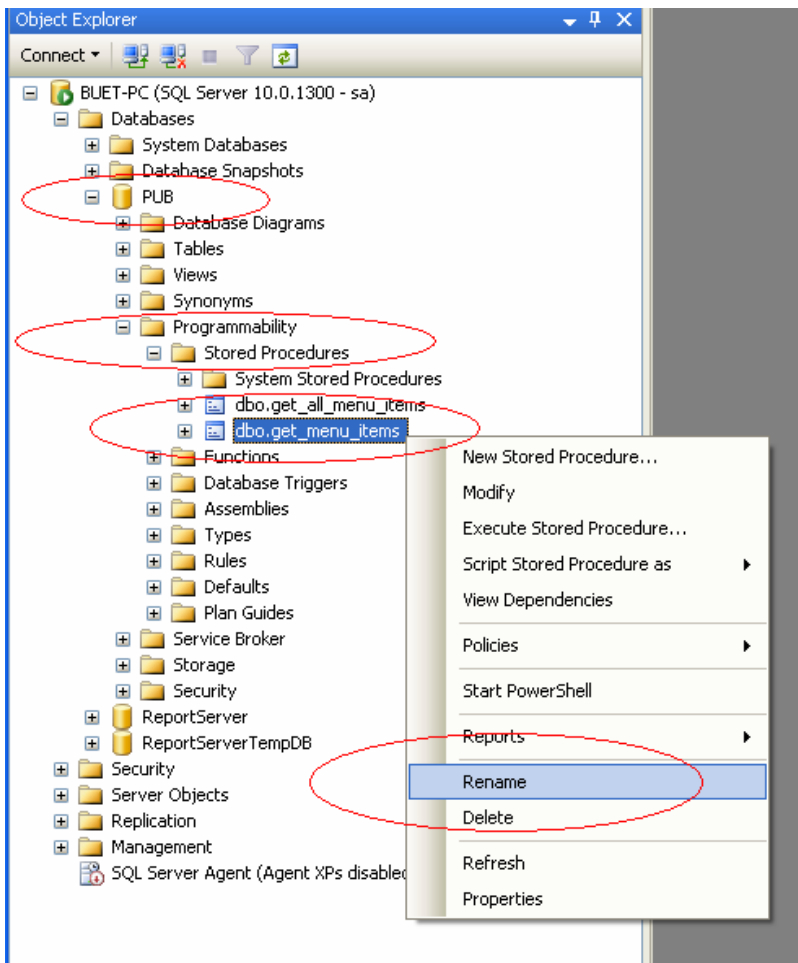 Object Explorer
Connect
BUET-PC (SQL Server 10.0.1300 - sa)
Databases
System Databases
Database Snapshots
PUB
Database Diagrams
Tables
Views
Synonyms
Programmability
Stored Procedures
System Stored Procedures
dbo.get_all_menu_items
dbo.get_menu_items
Functions
Database Triggers
Assemblies
Types
Rules
Defaults
Plan Guides
Service Broker
Storage
Security
ReportServer
ReportServerTempDB
Security
Server Objects
Replication
Management
SQL Server Agent (Agent XPs disabled
New Stored Procedure...
Modify
Execute Stored Procedure...
Script Stored Procedure as
View Dependencies
Policies
Start PowerShell
Reports
Rename
Delete
Refresh
Properties